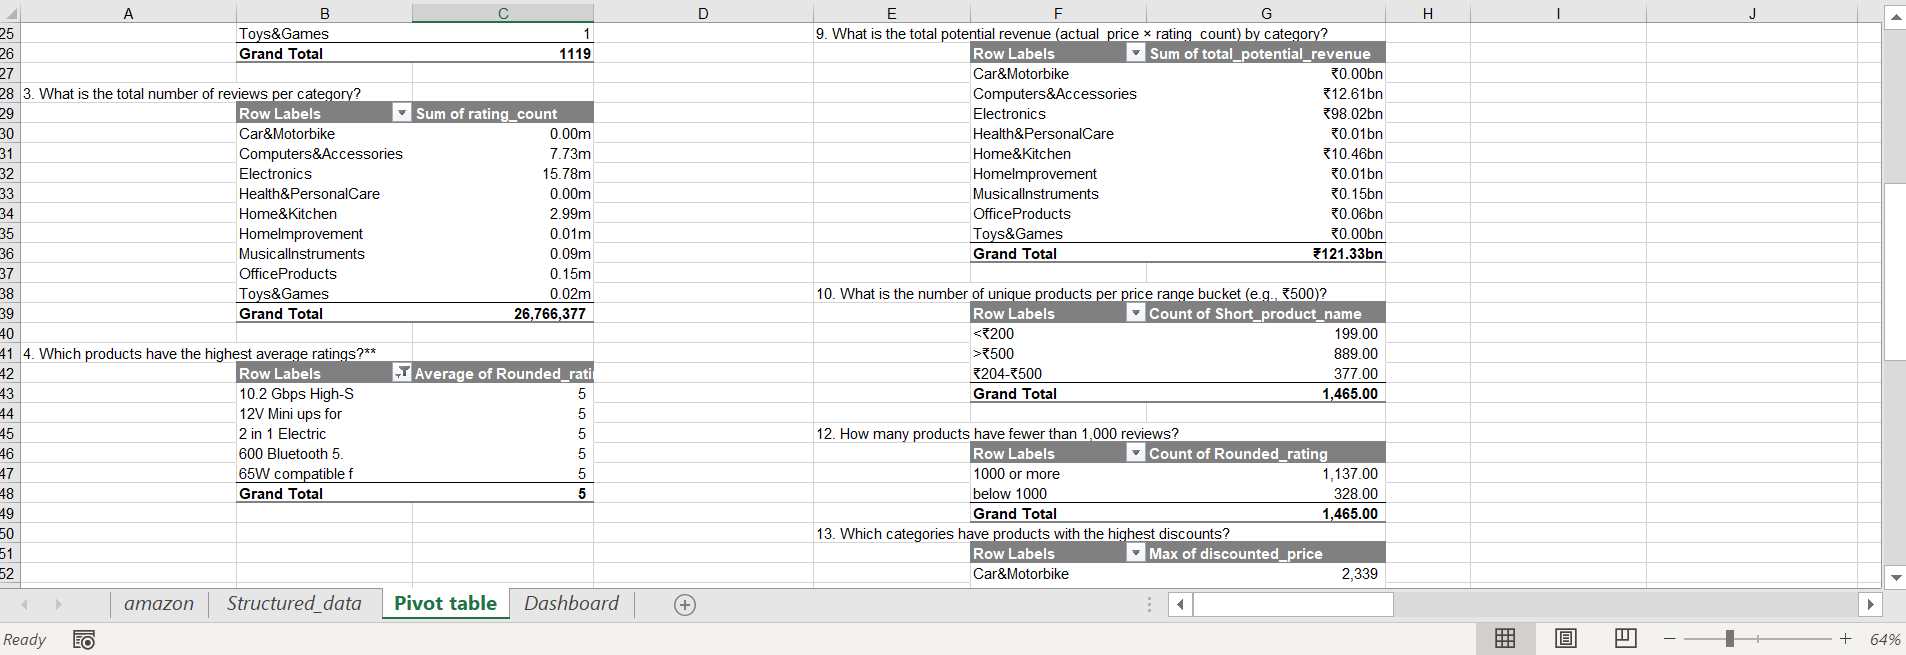 A B C D E F G H I J
25 Toys&Games 1
26 Grand Total 1119
27
28 3. What is the total number of reviews per category?
29 Row Labels Sum of rating_count
30 Car&Motorbike 0.00m
31 Computers&Accessories 7.73m
32 Electronics 15.78m
33 Health&PersonalCare 0.00m
34 Home&Kitchen 2.99m
35 HomeImprovement 0.01m
36 MusicalInstruments 0.09m
37 OfficeProducts 0.15m
38 Toys&Games 0.02m
39 Grand Total 26,766,377
40
41 4. Which products have the highest average ratings?**
42 Row Labels Average of Rounded_rati
43 10.2 Gbps High-S 5
44 12V Mini ups for 5
45 2 in 1 Electric 5
46 600 Bluetooth 5. 5
47 65W compatible f 5
48 Grand Total 5
49
50
51
52
9. What is the total potential revenue (actual_price × rating_count) by category?
Row Labels Sum of total_potential_revenue
Car&Motorbike ₹0.00bn
Computers&Accessories ₹12.61bn
Electronics ₹98.02bn
Health&PersonalCare ₹0.01bn
Home&Kitchen ₹10.46bn
HomeImprovement ₹0.01bn
MusicalInstruments ₹0.15bn
OfficeProducts ₹0.06bn
Toys&Games ₹0.00bn
Grand Total ₹121.33bn
10. What is the number of unique products per price range bucket (e.g., ₹500)?
Row Labels Count of Short_product_name
<₹200 199.00
>₹500 889.00
₹204-₹500 377.00
Grand Total 1,465.00
12. How many products have fewer than 1,000 reviews?
Row Labels Count of Rounded_rating
1000 or more 1,137.00
below 1000 328.00
Grand Total 1,465.00
13. Which categories have products with the highest discounts?
Row Labels Max of discounted_price
Car&Motorbike 2,339
amazon Structured_data Pivot table Dashboard
Ready 64%